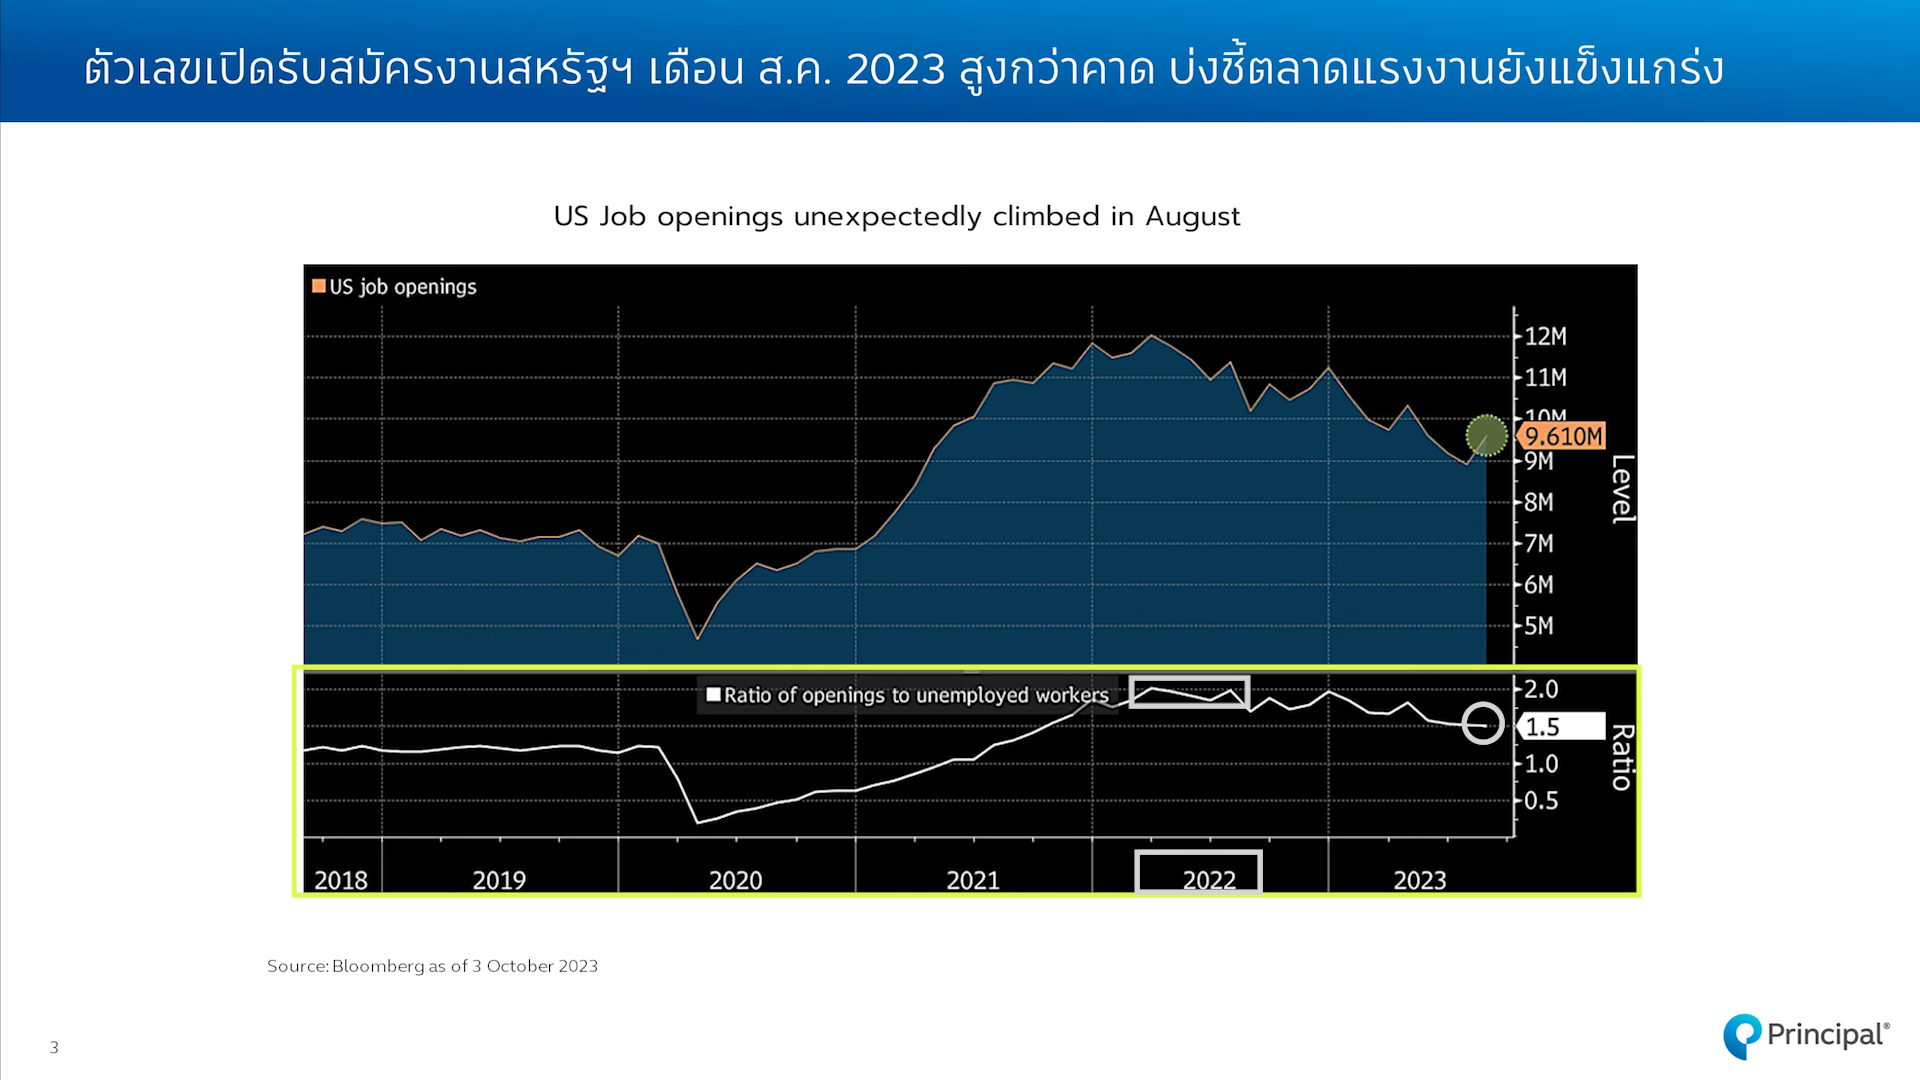 ตัวเลขเปิดรับสมัครงานสหรัฐฯ เดือน ส.ค. 2023 สูงกว่าคาด บ่งชี้ตลาดแรงงานยังแข็งแกร่ง
US Job openings unexpectedly climbed in August
US job openings
12M
11M
10M
9.610M
9M
8M
7M
6M
5M
Level
Ratio of openings to unemployed workers
2.0
1.5
1.0
0.5
Ratio
2018 2019 2020 2021 2022 2023
Source: Bloomberg as of 3 October 2023
3
Principal®